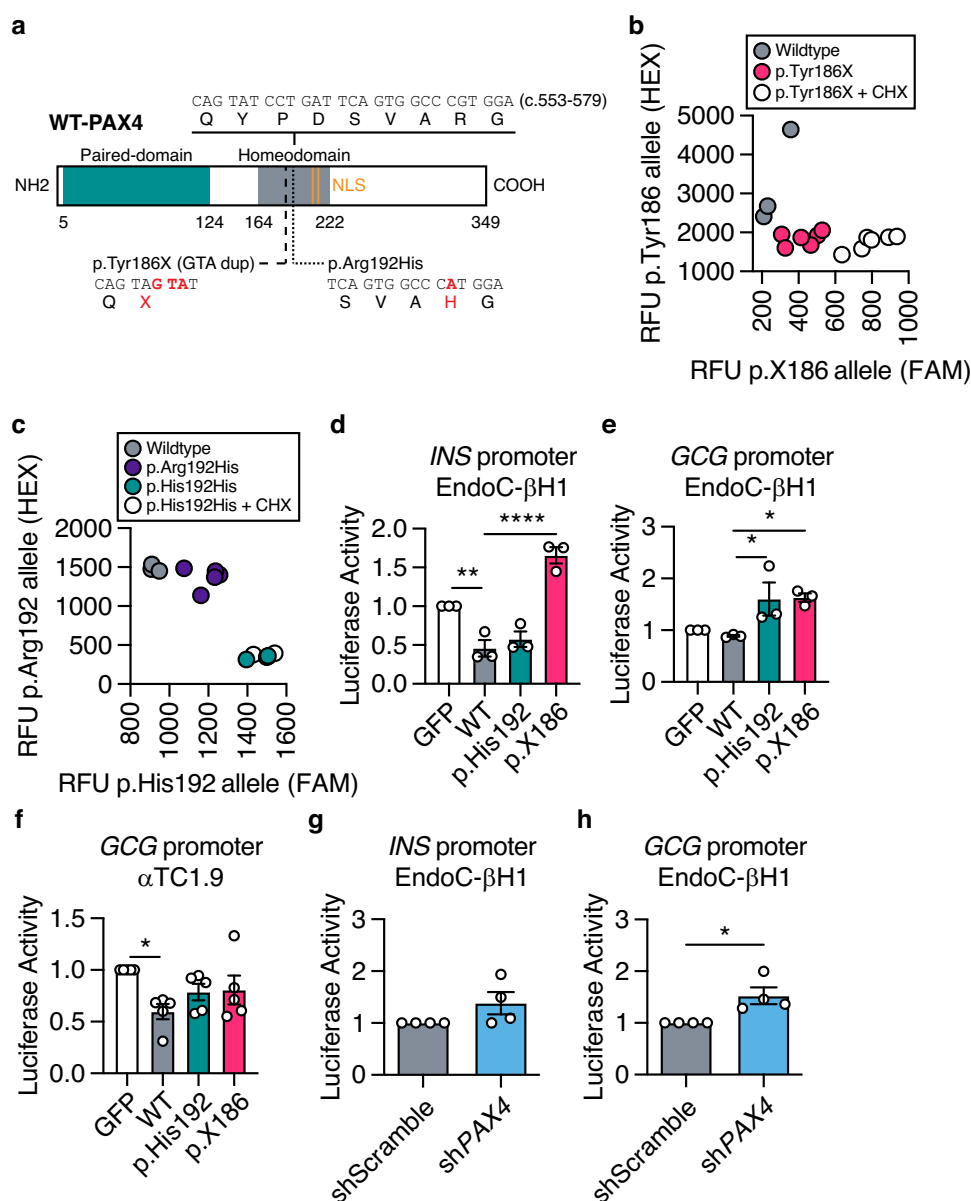 a
CAG TAT CCT GAT TCA GTG GCC CGT GGA (c.553-579)
Q Y P D S V A R G
WT-PAX4
Paired-domain Homeodomain
NH2 NLS COOH
5 124 164 222 349
p.Tyr186X (GTA dup) p.Arg192His
CAG TAG TAT TCAGTGGCC CAT GGA
Q X S V A H G
b
Wildtype
p.Tyr186X
p.Tyr186X + CHX
RFU p.Tyr186 allele (HEX)
5000
4000
3000
2000
1000
200 400 600 800 1000
RFU p.X186 allele (FAM)
c
Wildtype
p.Arg192His
p.His192His
p.His192His + CHX
RFU p.Arg192 allele (HEX)
2000
1500
1000
500
0
800 1000 1200 1400 1600
RFU p.His192 allele (FAM)
d
INS promoter
EndoC-βH1
Luciferase Activity
2.0
1.5
1.0
0.5
0.0
** ****
GFP WT p.His192 p.X186
e
GCG promoter
EndoC-βH1
Luciferase Activity
3
2
1
0
* *
GFP WT p.His192 p.X186
f
GCG promoter
αTC1.9
Luciferase Activity
1.5
1.0
0.5
0.0
*
GFP WT p.His192 p.X186
g
INS promoter
EndoC-βH1
Luciferase Activity
3
2
1
0
shScramble shPAX4
h
GCG promoter
EndoC-βH1
Luciferase Activity
3
2
1
0
*
shScramble shPAX4